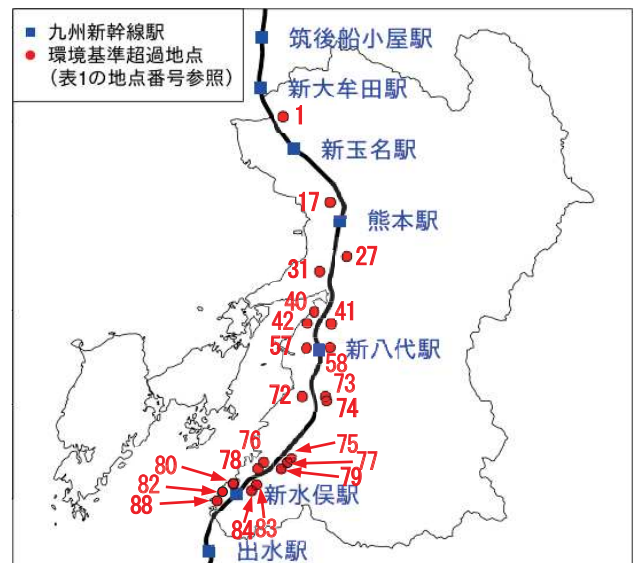 九州新幹線駅
環境基準超過地点
（表1の地点番号参照）
筑後船小屋駅
新大牟田駅
1
新玉名駅
17
熊本駅
27
31
40
41
42
57
新八代駅
58
72
73
74
75
76
77
78
79
80
82
新水俣駅
88
84
83
出水駅